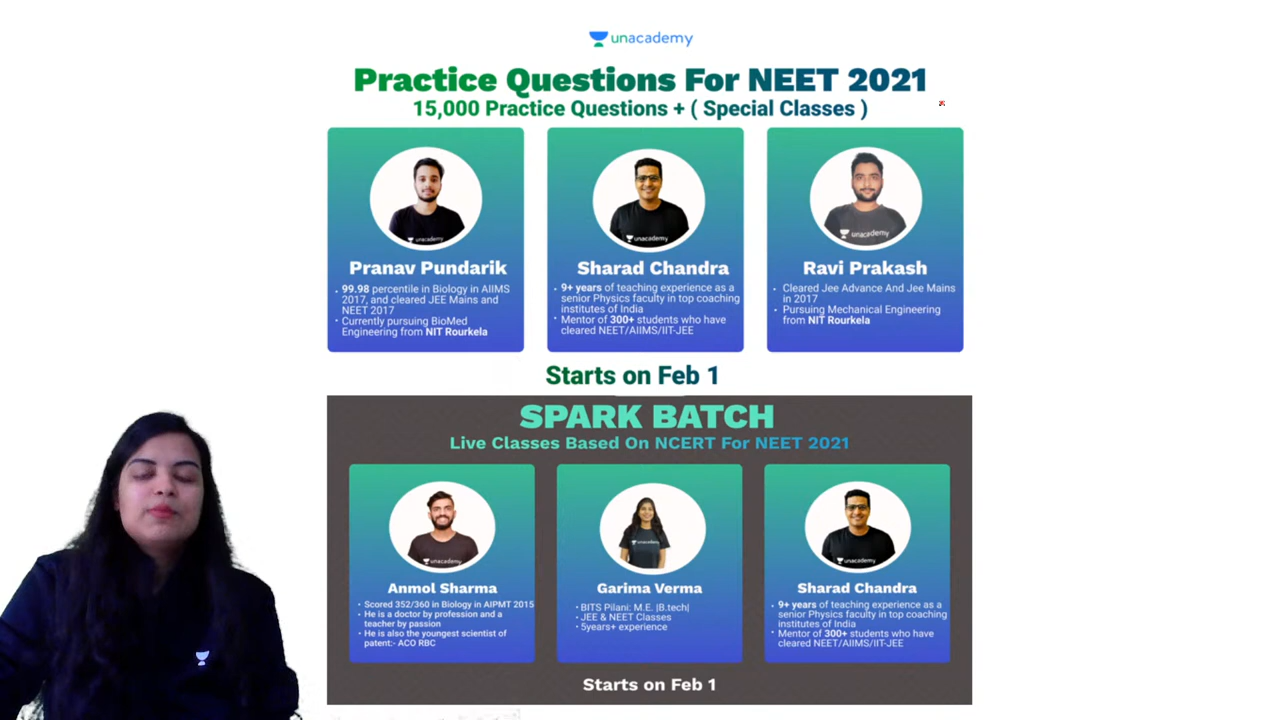 unacademy
Practice Questions For NEET 2021
15,000 Practice Questions + ( Special Classes )
unacademy
Pranav Pundarik
• 99.98 percentile in Biology in AIIMS
2017, and cleared JEE Mains and
NEET 2017
• Currently pursuing BioMed
Engineering from NIT Rourkela
unacademy
Sharad Chandra
• 9+ years of teaching experience as a
senior Physics faculty in top coaching
institutes of India
• Mentor of 300+ students who have
cleared NEET/AIIMS/IIT-JEE
unacademy
Ravi Prakash
• Cleared Jee Advance And Jee Mains
in 2017
• Pursuing Mechanical Engineering
from NIT Rourkela
Starts on Feb 1
SPARK BATCH
Live Classes Based On NCERT For NEET 2021
unacademy
Anmol Sharma
• Scored 352/360 in Biology in AIPMT 2015
• He is a doctor by profession and a
teacher by passion
• He is also the youngest scientist of
patent:- ACO RBC
unacademy
Garima Verma
• BITS Pilani: M.E. |B.tech|
• JEE & NEET Classes
• 5years+ experience
unacademy
Sharad Chandra
• 9+ years of teaching experience as a
senior Physics faculty in top coaching
institutes of India
• Mentor of 300+ students who have
cleared NEET/AIIMS/IIT-JEE
Starts on Feb 1